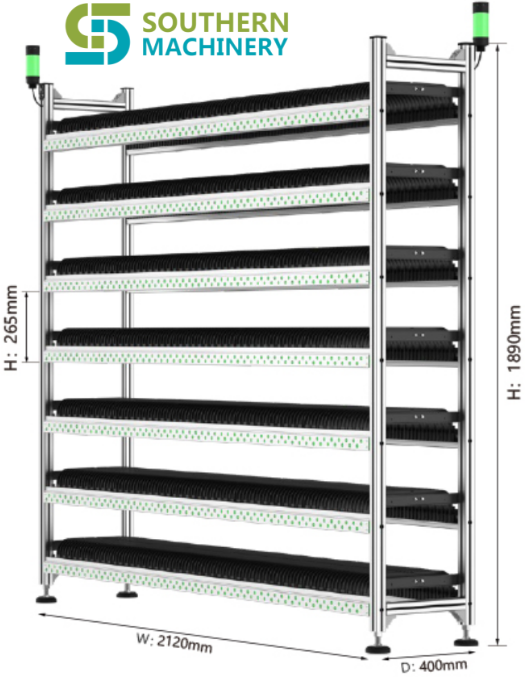 SOUTHERN
MACHINERY
H: 265mm
H: 1890mm
W: 2120mm
D: 400mm